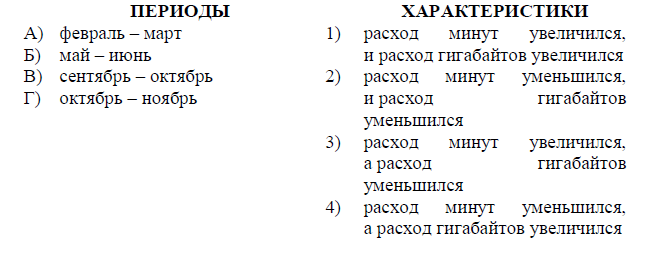 ПЕРИОДЫ
А) февраль – март
Б) май – июнь
В) сентябрь – октябрь
Г) октябрь – ноябрь
ХАРАКТЕРИСТИКИ
1) расход минут увеличился,
и расход гигабайтов увеличился
2) расход минут уменьшился,
и расход гигабайтов
уменьшился
3) расход минут увеличился,
а расход гигабайтов
уменьшился
4) расход минут уменьшился,
а расход гигабайтов увеличился